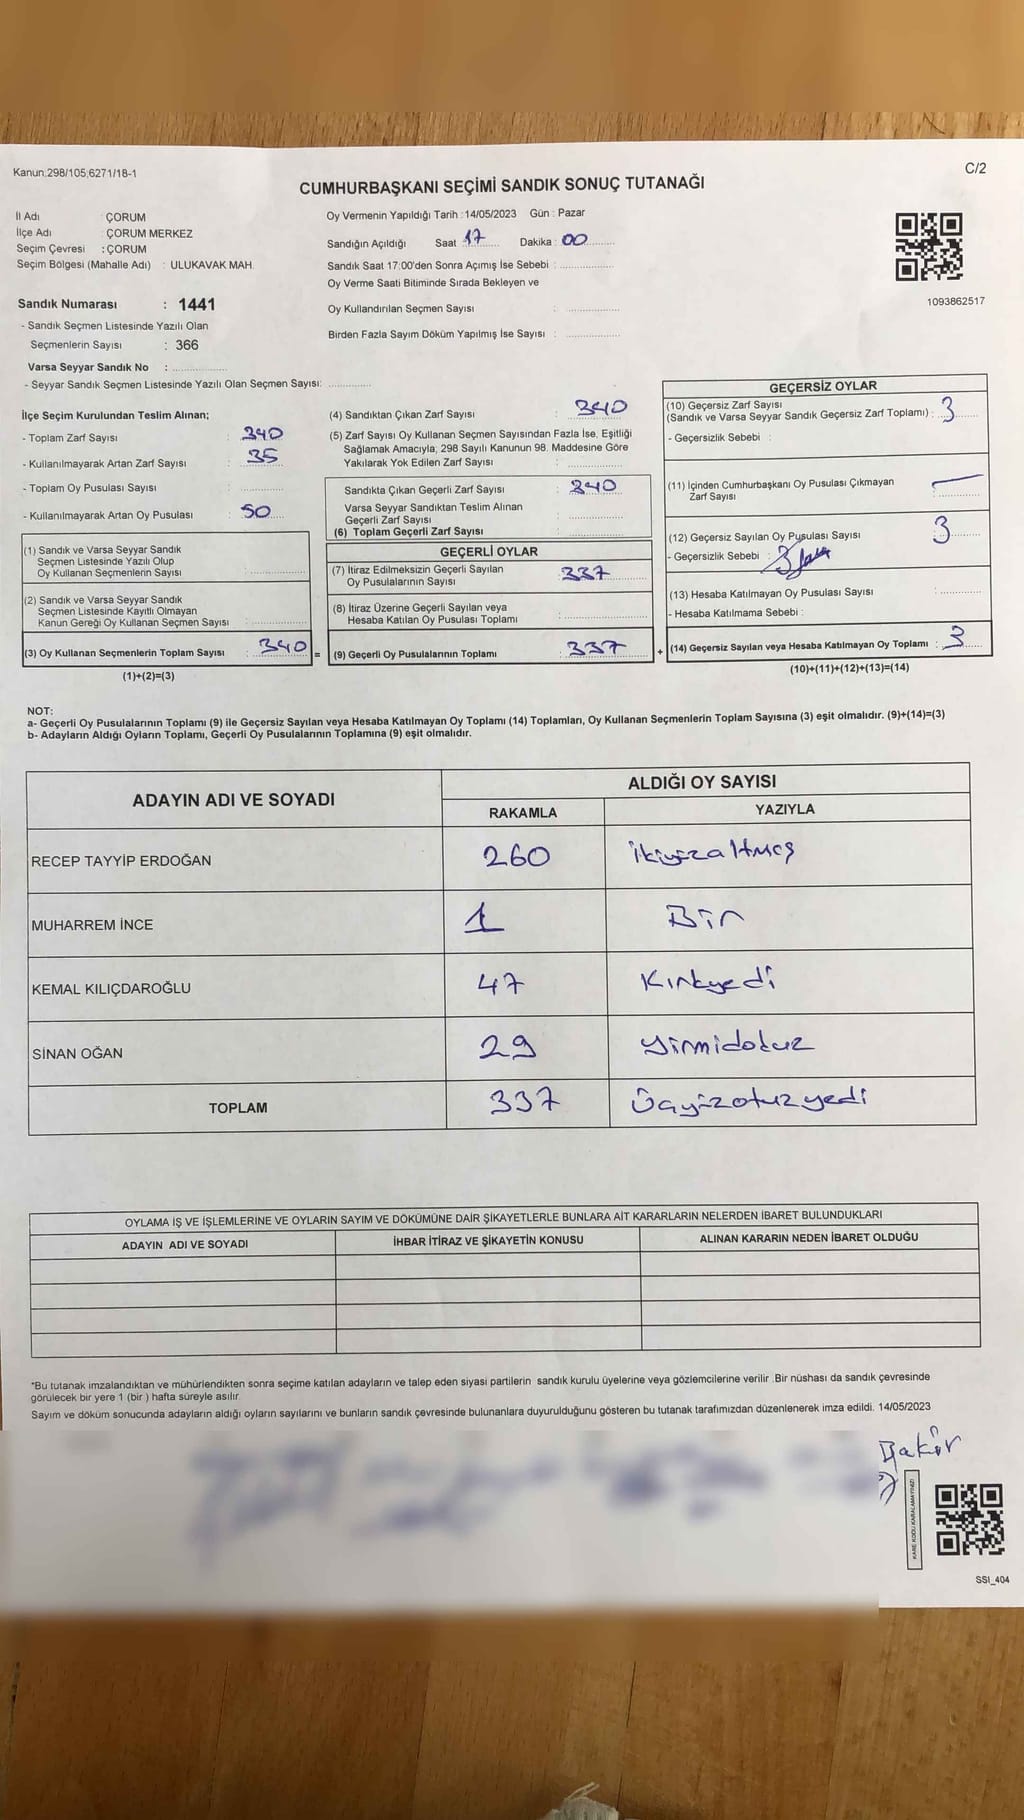 Kanun:298/105;6271/18-1
C/2
CUMHURBAŞKANI SEÇİMİ SANDIK SONUÇ TUTANAĞI
İl Adı : ÇORUM
İlçe Adı : ÇORUM MERKEZ
Seçim Çevresi : ÇORUM
Seçim Bölgesi (Mahalle Adı) : ULUKAVAK MAH.
Sandık Numarası : 1441
- Sandık Seçmen Listesinde Yazılı Olan
Seçmenlerin Sayısı : 366
Varsa Seyyar Sandık No :
- Seyyar Sandık Seçmen Listesinde Yazılı Olan Seçmen Sayısı:
Oy Vermenin Yapıldığı Tarih :14/05/2023 Gün : Pazar
Sandığın Açıldığı Saat 17 Dakika : 00
Sandık Saat 17:00'den Sonra Açımış İse Sebebi :
Oy Verme Saati Bitiminde Sırada Bekleyen ve
Oy Kullandırılan Seçmen Sayısı :
Birden Fazla Sayım Döküm Yapılmış İse Sayısı :
1093862517
İlçe Seçim Kurulundan Teslim Alınan;
- Toplam Zarf Sayısı : 340
- Kullanılmayarak Artan Zarf Sayısı : 35
- Toplam Oy Pusulası Sayısı :
- Kullanılmayarak Artan Oy Pusulası : 50
(1) Sandık ve Varsa Seyyar Sandık
Seçmen Listesinde Yazılı Olup
Oy Kullanan Seçmenlerin Sayısı :
(2) Sandık ve Varsa Seyyar Sandık
Seçmen Listesinde Kayıtlı Olmayan
Kanun Gereği Oy Kullanan Seçmen Sayısı :
(3) Oy Kullanan Seçmenlerin Toplam Sayısı : 340 =
(1)+(2)=(3)
(4) Sandıktan Çıkan Zarf Sayısı : 340
(5) Zarf Sayısı Oy Kullanan Seçmen Sayısından Fazla İse, Eşitliği
Sağlamak Amacıyla, 298 Sayılı Kanunun 98. Maddesine Göre
Yakılarak Yok Edilen Zarf Sayısı :
Sandıkta Çıkan Geçerli Zarf Sayısı : 340
Varsa Seyyar Sandıktan Teslim Alınan
Geçerli Zarf Sayısı :
(6) Toplam Geçerli Zarf Sayısı :
GEÇERLİ OYLAR
(7) İtiraz Edilmeksizin Geçerli Sayılan
Oy Pusulalarının Sayısı : 337
(8) İtiraz Üzerine Geçerli Sayılan veya
Hesaba Katılan Oy Pusulası Toplamı :
(9) Geçerli Oy Pusulalarının Toplamı : 337 +
GEÇERSİZ OYLAR
(10) Geçersiz Zarf Sayısı
(Sandık ve Varsa Seyyar Sandık Geçersiz Zarf Toplamı) : 3
- Geçersizlik Sebebi :
(11) İçinden Cumhurbaşkanı Oy Pusulası Çıkmayan
Zarf Sayısı : —
(12) Geçersiz Sayılan Oy Pusulası Sayısı : 3
- Geçersizlik Sebebi : 3
(13) Hesaba Katılmayan Oy Pusulası Sayısı :
- Hesaba Katılmama Sebebi :
(14) Geçersiz Sayılan veya Hesaba Katılmayan Oy Toplamı : 3
(10)+(11)+(12)+(13)=(14)
NOT:
a- Geçerli Oy Pusulalarının Toplamı (9) ile Geçersiz Sayılan veya Hesaba Katılmayan Oy Toplamı (14) Toplamları, Oy Kullanan Seçmenlerin Toplam Sayısına (3) eşit olmalıdır. (9)+(14)=(3)
b- Adayların Aldığı Oyların Toplamı, Geçerli Oy Pusulalarının Toplamına (9) eşit olmalıdır.
ADAYIN ADI VE SOYADI
ALDIĞI OY SAYISI
RAKAMLA YAZIYLA
RECEP TAYYİP ERDOĞAN 260 ikiyüzaltmış
MUHARREM İNCE 1 Bir
KEMAL KILIÇDAROĞLU 47 Kırkyedi
SİNAN OĞAN 29 yirmidokuz
TOPLAM 337 Üçyüzotuzyedi
OYLAMA İŞ VE İŞLEMLERİNE VE OYLARIN SAYIM VE DÖKÜMÜNE DAİR ŞİKAYETLERLE BUNLARA AİT KARARLARIN NELERDEN İBARET BULUNDUKLARI
ADAYIN ADI VE SOYADI İHBAR İTİRAZ VE ŞİKAYETİN KONUSU ALINAN KARARIN NEDEN İBARET OLDUĞU
*Bu tutanak imzalandıktan ve mühürlendikten sonra seçime katılan adayların ve talep eden siyasi partilerin sandık kurulu üyelerine veya gözlemcilerine verilir .Bir nüshası da sandık çevresinde
görülecek bir yere 1 (bir ) hafta süreyle asılır.
Sayım ve döküm sonucunda adayların aldığı oyların sayılarını ve bunların sandık çevresinde bulunanlara duyurulduğunu gösteren bu tutanak tarafımızdan düzenlenerek imza edildi. 14/05/2023
KARE KODU KARALAMAYINIZ!
SSI_404